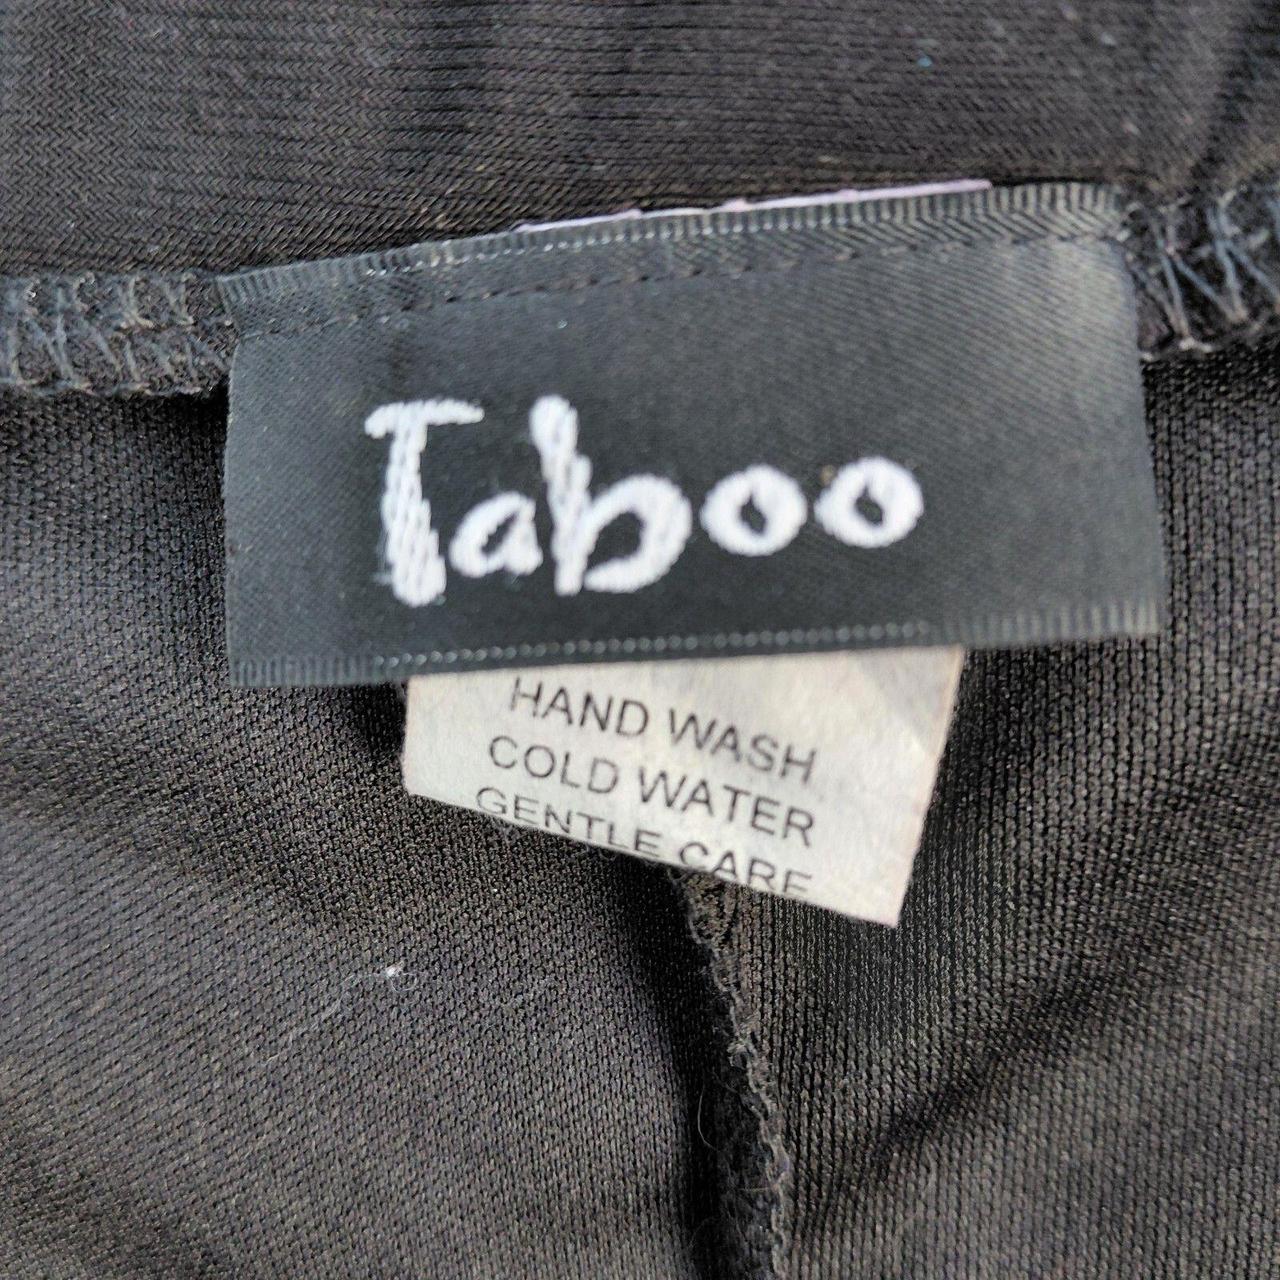 Taboo
HAND WASH
COLD WATER
GENTLE CARE